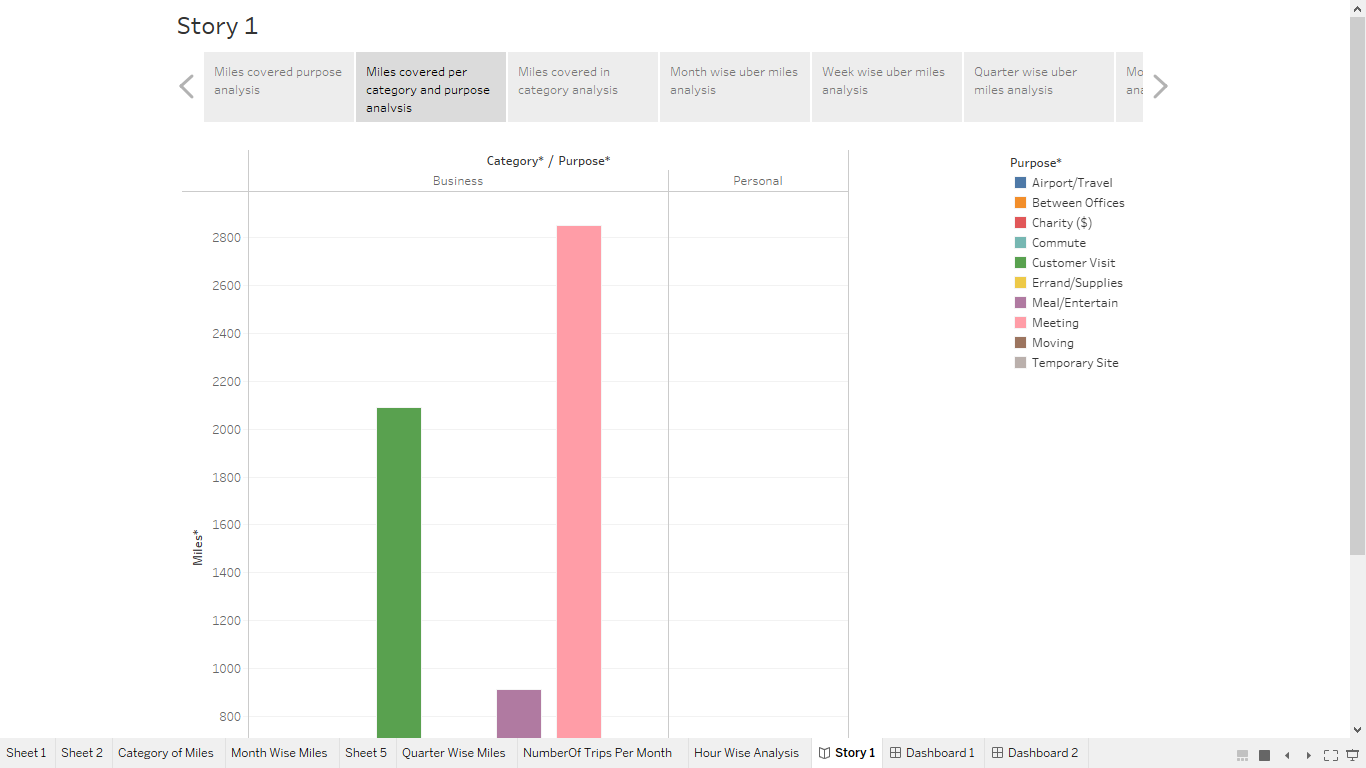 Story 1
Miles covered purpose
analysis
Miles covered per
category and purpose
analysis
Miles covered in
category analysis
Month wise uber miles
analysis
Week wise uber miles
analysis
Quarter wise uber
miles analysis
Category* / Purpose*
Business
Personal
2800
2600
2400
2200
2000
1800
1600
1400
1200
1000
800
Miles*
Purpose*
Airport/Travel
Between Offices
Charity ($)
Commute
Customer Visit
Errand/Supplies
Meal/Entertain
Meeting
Moving
Temporary Site
Sheet 1 Sheet 2 Category of Miles Month Wise Miles Sheet 5 Quarter Wise Miles NumberOf Trips Per Month Hour Wise Analysis Story 1 Dashboard 1 Dashboard 2